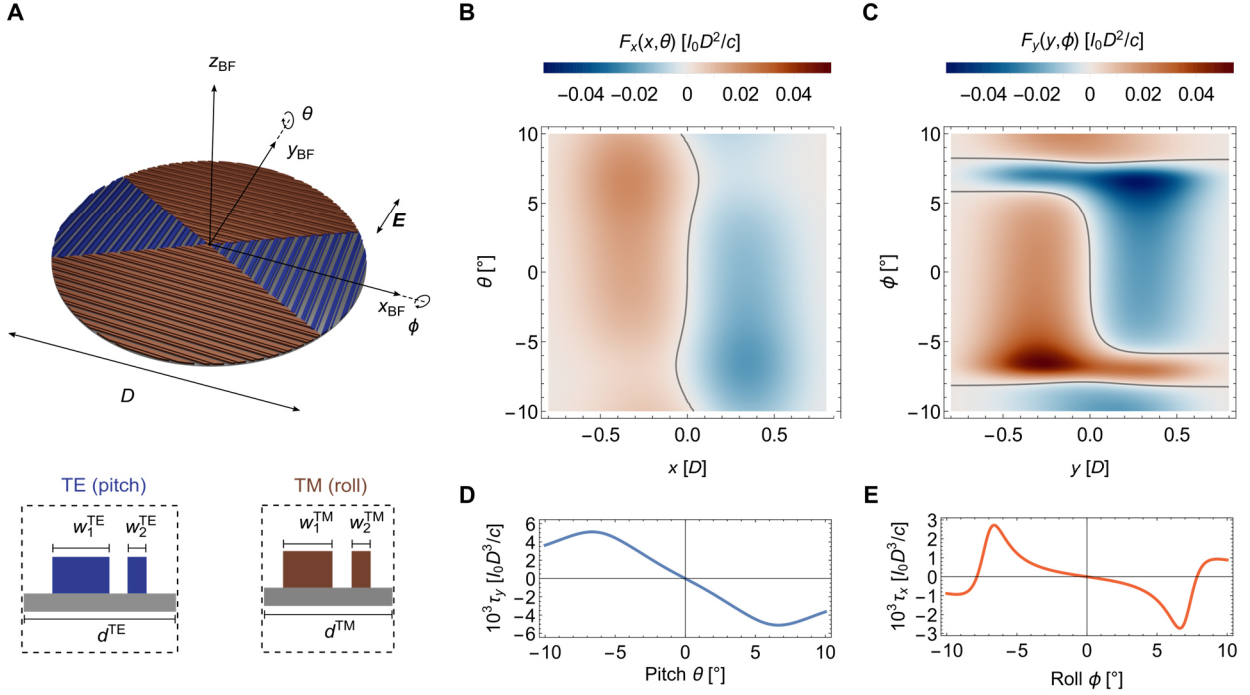 A
z_BF
θ
y_BF
E
x_BF
ϕ
D
TE (pitch)
w_1^TE w_2^TE
d^TE
TM (roll)
w_1^TM w_2^TM
d^TM
B
F_x(x,θ) [I_0D^2/c]
−0.04 −0.02 0 0.02 0.04
θ [°]
10
5
0
−5
−10
−0.5 0.0 0.5
x [D]
C
F_y(y,ϕ) [I_0D^2/c]
−0.04 −0.02 0 0.02 0.04
ϕ [°]
10
5
0
−5
−10
−0.5 0.0 0.5
y [D]
D
10^3τ_y [I_0D^3/c]
6
4
2
0
−2
−4
−6
−10 −5 0 5 10
Pitch θ [°]
E
10^3τ_x [I_0D^3/c]
3
2
1
0
−1
−2
−3
−10 −5 0 5 10
Roll ϕ [°]